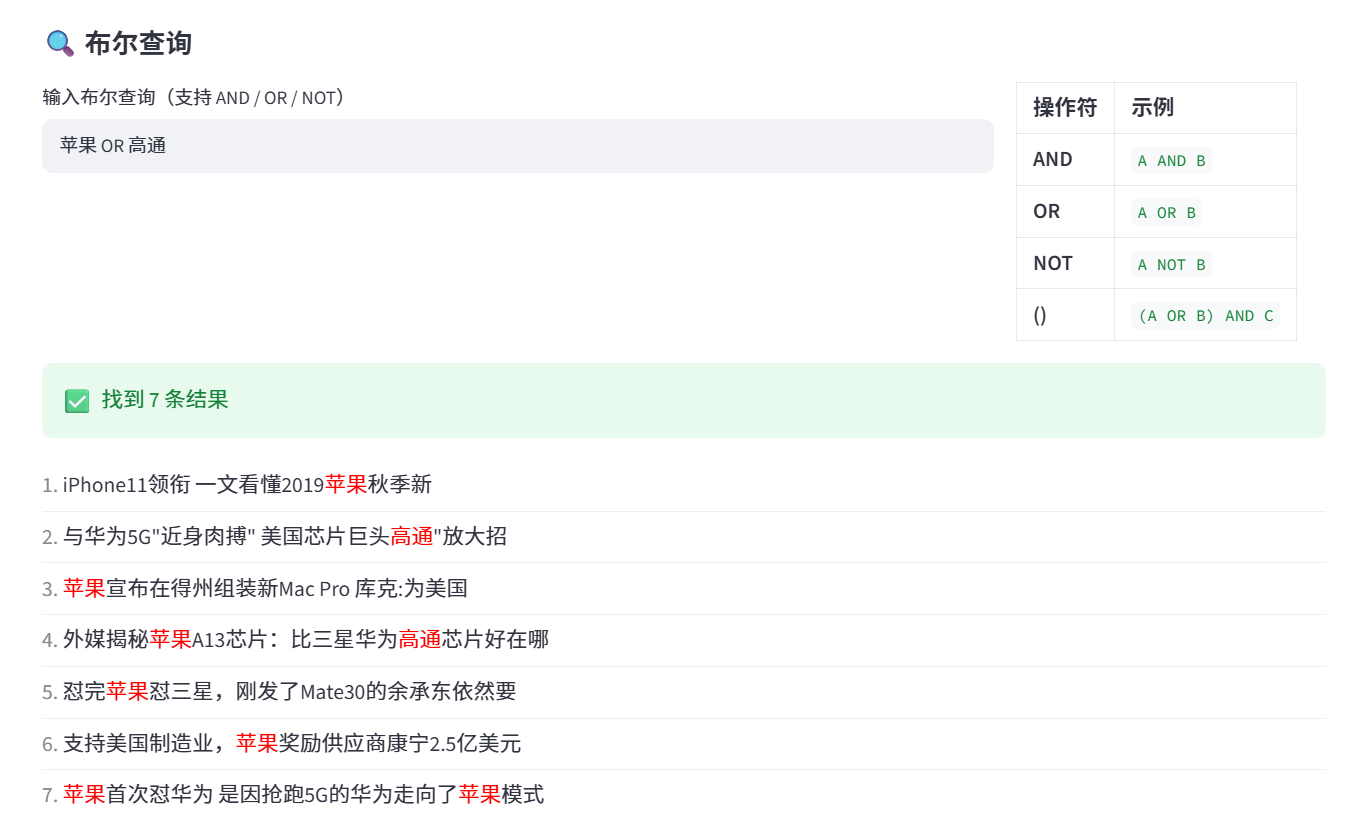 布尔查询
输入布尔查询（支持 AND / OR / NOT）
苹果 OR 高通
操作符 示例
AND A AND B
OR A OR B
NOT A NOT B
() (A OR B) AND C
找到 7 条结果
1. iPhone11领衔 一文看懂2019苹果秋季新
2. 与华为5G"近身肉搏" 美国芯片巨头高通"放大招
3. 苹果宣布在得州组装新Mac Pro 库克:为美国
4. 外媒揭秘苹果A13芯片：比三星华为高通芯片好在哪
5. 怼完苹果怼三星，刚发了Mate30的余承东依然要
6. 支持美国制造业，苹果奖励供应商康宁2.5亿美元
7. 苹果首次怼华为 是因抢跑5G的华为走向了苹果模式